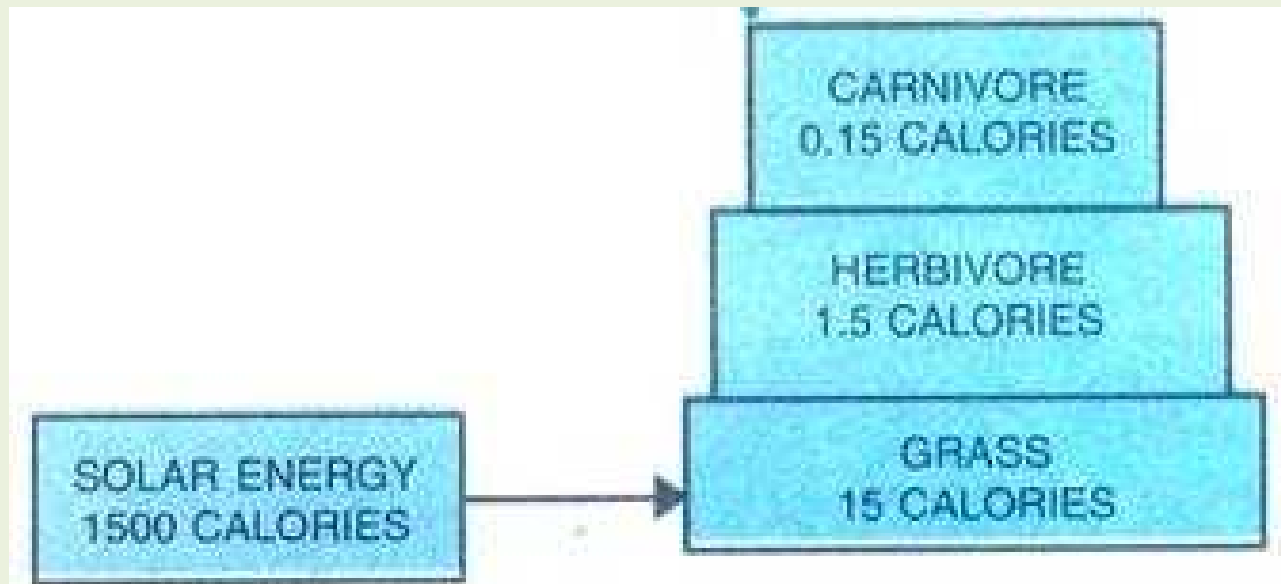 CARNIVORE
0.15 CALORIES
HERBIVORE
1.5 CALORIES
GRASS
15 CALORIES
SOLAR ENERGY
1500 CALORIES